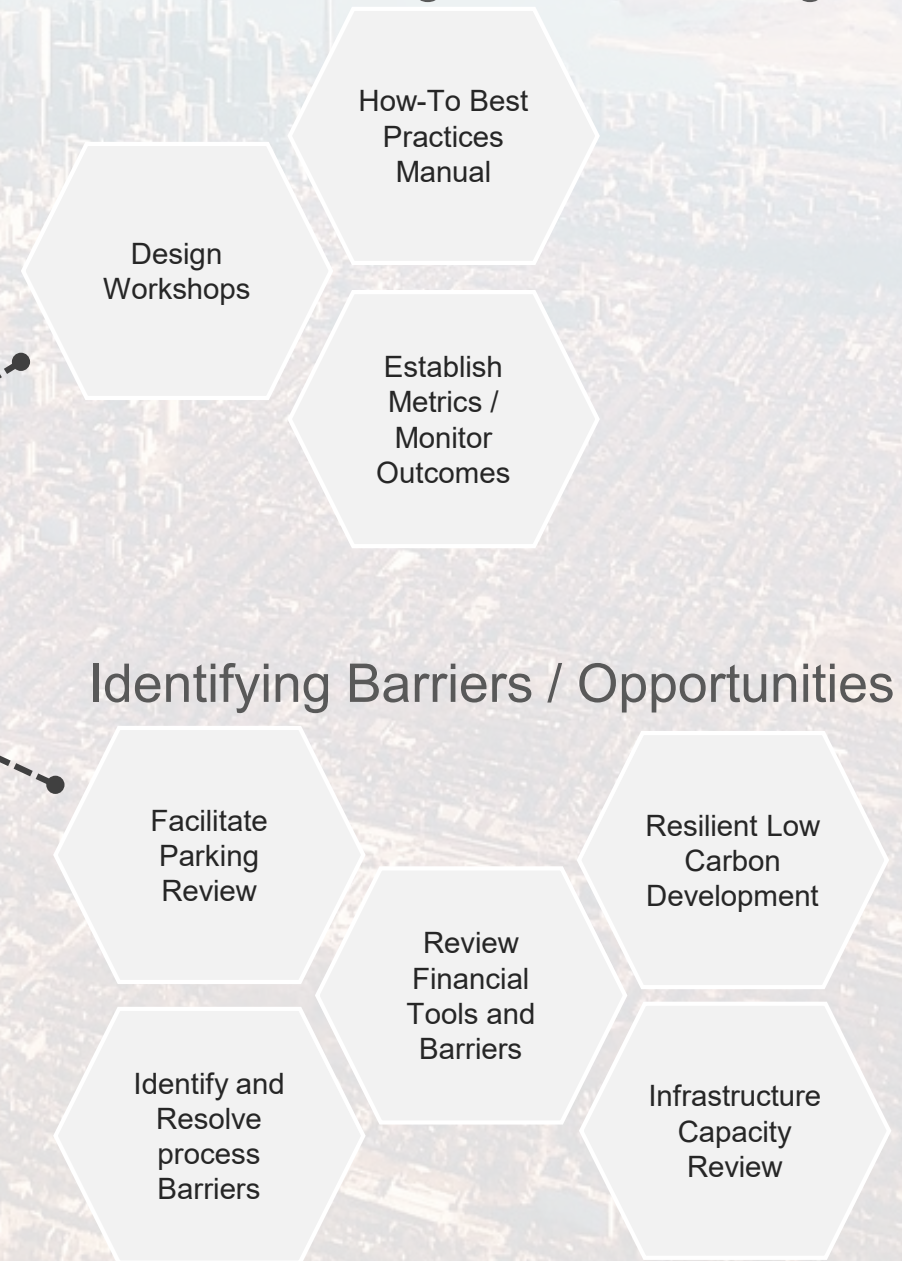 How-To Best
Practices
Manual
Design
Workshops
Establish
Metrics /
Monitor
Outcomes
Identifying Barriers / Opportunities
Facilitate
Parking
Review
Resilient Low
Carbon
Development
Review
Financial
Tools and
Barriers
Identify and
Resolve
process
Barriers
Infrastructure
Capacity
Review